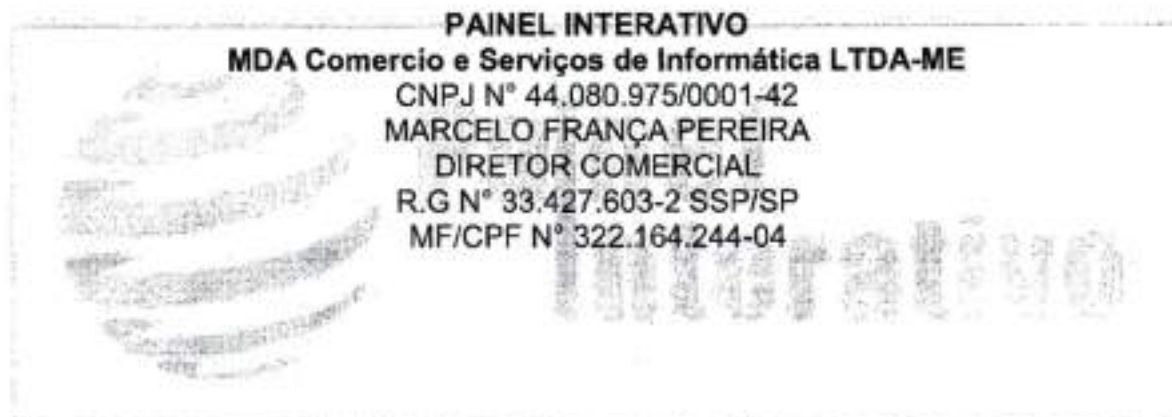 PAINEL INTERATIVO
MDA Comercio e Serviços de Informática LTDA-ME
CNPJ N° 44.080.975/0001-42
MARCELO FRANÇA PEREIRA
DIRETOR COMERCIAL
R.G N° 33.427.603-2 SSP/SP
MF/CPF N° 322.164.244-04
Interativo